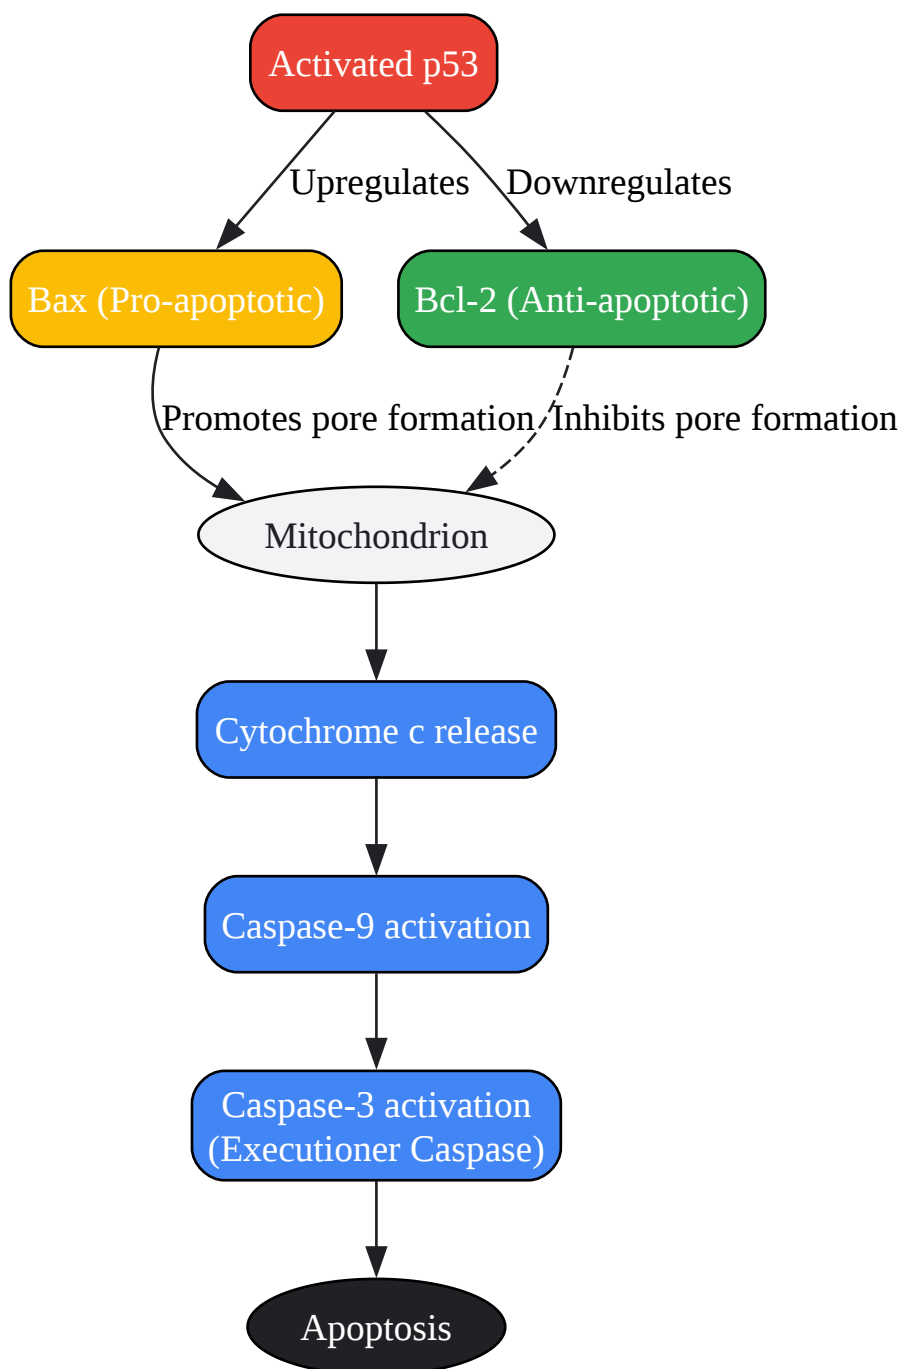 Activated p53
Upregulates
Downregulates
Bax (Pro-apoptotic)
Bcl-2 (Anti-apoptotic)
Promotes pore formation
Inhibits pore formation
Mitochondrion
Cytochrome c release
Caspase-9 activation
Caspase-3 activation
(Executioner Caspase)
Apoptosis